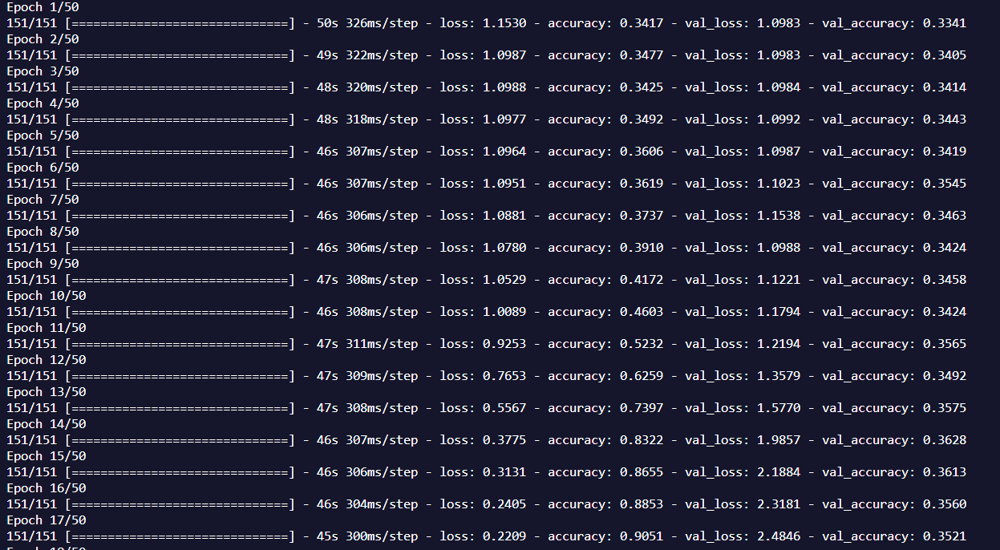 Epoch 1/50
151/151 [==============================] - 50s 326ms/step - loss: 1.1530 - accuracy: 0.3417 - val_loss: 1.0983 - val_accuracy: 0.3341
Epoch 2/50
151/151 [==============================] - 49s 322ms/step - loss: 1.0987 - accuracy: 0.3477 - val_loss: 1.0983 - val_accuracy: 0.3405
Epoch 3/50
151/151 [==============================] - 48s 320ms/step - loss: 1.0988 - accuracy: 0.3425 - val_loss: 1.0984 - val_accuracy: 0.3414
Epoch 4/50
151/151 [==============================] - 48s 318ms/step - loss: 1.0977 - accuracy: 0.3492 - val_loss: 1.0992 - val_accuracy: 0.3443
Epoch 5/50
151/151 [==============================] - 46s 307ms/step - loss: 1.0964 - accuracy: 0.3606 - val_loss: 1.0987 - val_accuracy: 0.3419
Epoch 6/50
151/151 [==============================] - 46s 307ms/step - loss: 1.0951 - accuracy: 0.3619 - val_loss: 1.1023 - val_accuracy: 0.3545
Epoch 7/50
151/151 [==============================] - 46s 306ms/step - loss: 1.0881 - accuracy: 0.3737 - val_loss: 1.1538 - val_accuracy: 0.3463
Epoch 8/50
151/151 [==============================] - 46s 306ms/step - loss: 1.0780 - accuracy: 0.3910 - val_loss: 1.0988 - val_accuracy: 0.3424
Epoch 9/50
151/151 [==============================] - 47s 308ms/step - loss: 1.0529 - accuracy: 0.4172 - val_loss: 1.1221 - val_accuracy: 0.3458
Epoch 10/50
151/151 [==============================] - 46s 308ms/step - loss: 1.0089 - accuracy: 0.4603 - val_loss: 1.1794 - val_accuracy: 0.3424
Epoch 11/50
151/151 [==============================] - 47s 311ms/step - loss: 0.9253 - accuracy: 0.5232 - val_loss: 1.2194 - val_accuracy: 0.3565
Epoch 12/50
151/151 [==============================] - 47s 309ms/step - loss: 0.7653 - accuracy: 0.6259 - val_loss: 1.3579 - val_accuracy: 0.3492
Epoch 13/50
151/151 [==============================] - 47s 308ms/step - loss: 0.5567 - accuracy: 0.7397 - val_loss: 1.5770 - val_accuracy: 0.3575
Epoch 14/50
151/151 [==============================] - 46s 307ms/step - loss: 0.3775 - accuracy: 0.8322 - val_loss: 1.9857 - val_accuracy: 0.3628
Epoch 15/50
151/151 [==============================] - 46s 306ms/step - loss: 0.3131 - accuracy: 0.8655 - val_loss: 2.1884 - val_accuracy: 0.3613
Epoch 16/50
151/151 [==============================] - 46s 304ms/step - loss: 0.2405 - accuracy: 0.8853 - val_loss: 2.3181 - val_accuracy: 0.3560
Epoch 17/50
151/151 [==============================] - 45s 300ms/step - loss: 0.2209 - accuracy: 0.9051 - val_loss: 2.4846 - val_accuracy: 0.3521